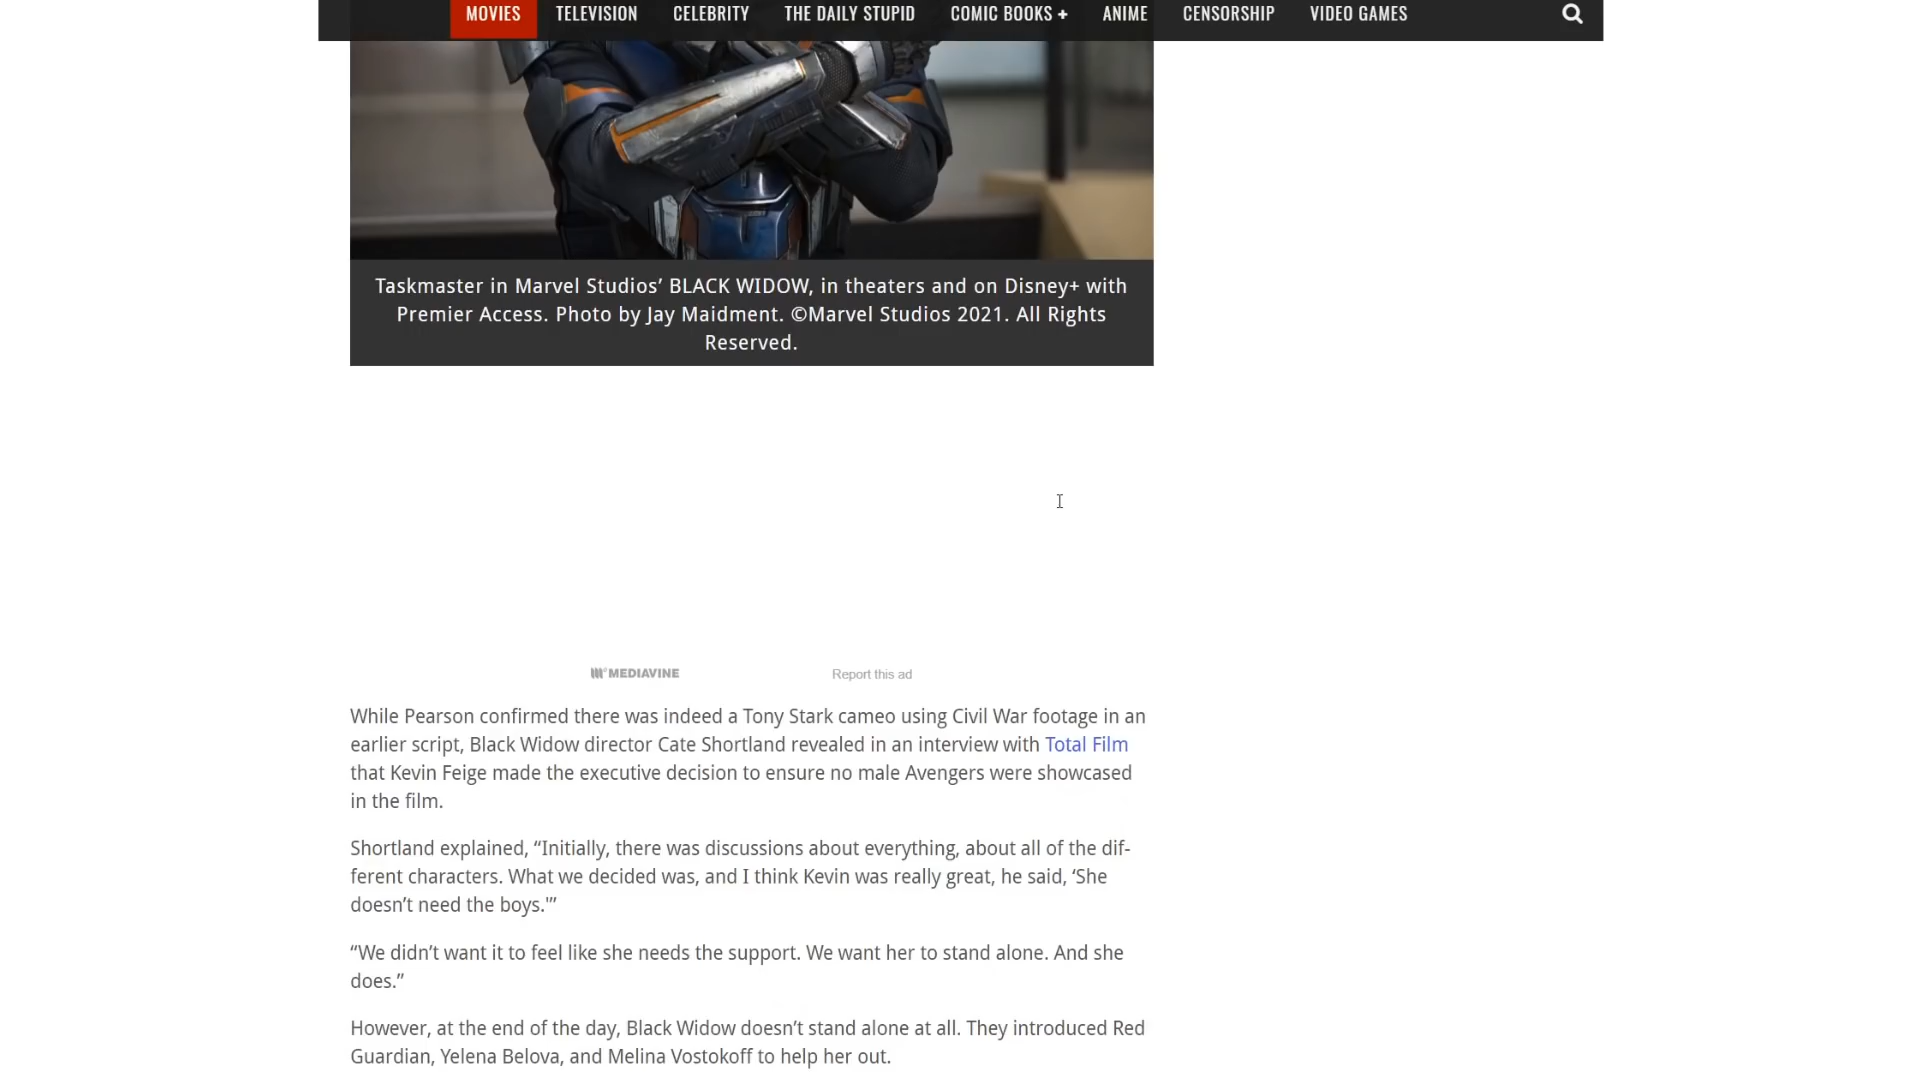 MOVIES TELEVISION CELEBRITY THE DAILY STUPID COMIC BOOKS + ANIME CENSORSHIP VIDEO GAMES
Taskmaster in Marvel Studios’ BLACK WIDOW, in theaters and on Disney+ with
Premier Access. Photo by Jay Maidment. ©Marvel Studios 2021. All Rights
Reserved.
MEDIAVINE Report this ad
While Pearson confirmed there was indeed a Tony Stark cameo using Civil War footage in an
earlier script, Black Widow director Cate Shortland revealed in an interview with Total Film
that Kevin Feige made the executive decision to ensure no male Avengers were showcased
in the film.
Shortland explained, “Initially, there was discussions about everything, about all of the dif-
ferent characters. What we decided was, and I think Kevin was really great, he said, ‘She
doesn’t need the boys.'”
“We didn’t want it to feel like she needs the support. We want her to stand alone. And she
does.”
However, at the end of the day, Black Widow doesn’t stand alone at all. They introduced Red
Guardian, Yelena Belova, and Melina Vostokoff to help her out.